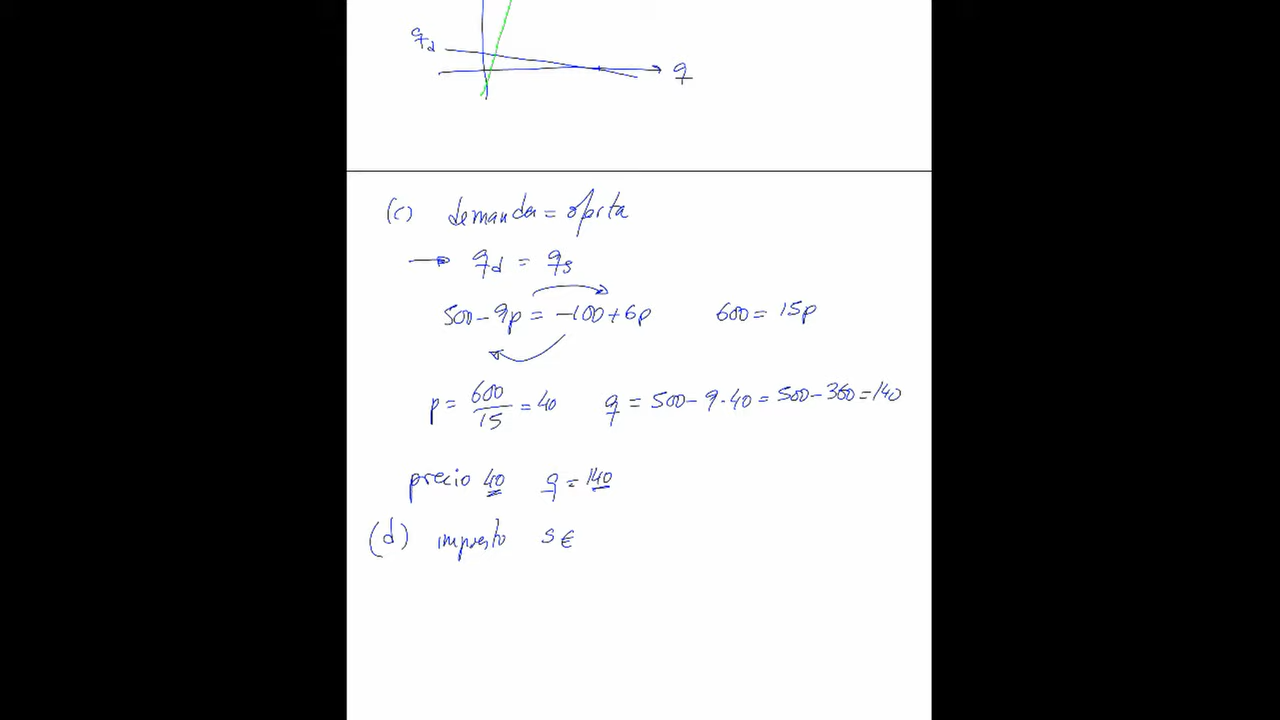 q_d
q
(c) demanda = oferta
→ q_d = q_s
500 - 9p = -100 + 6p 600 = 15p
p = 600/15 = 40 q = 500 - 9·40 = 500 - 360 = 140
precio 40 q = 140
(d) impuesto 5€